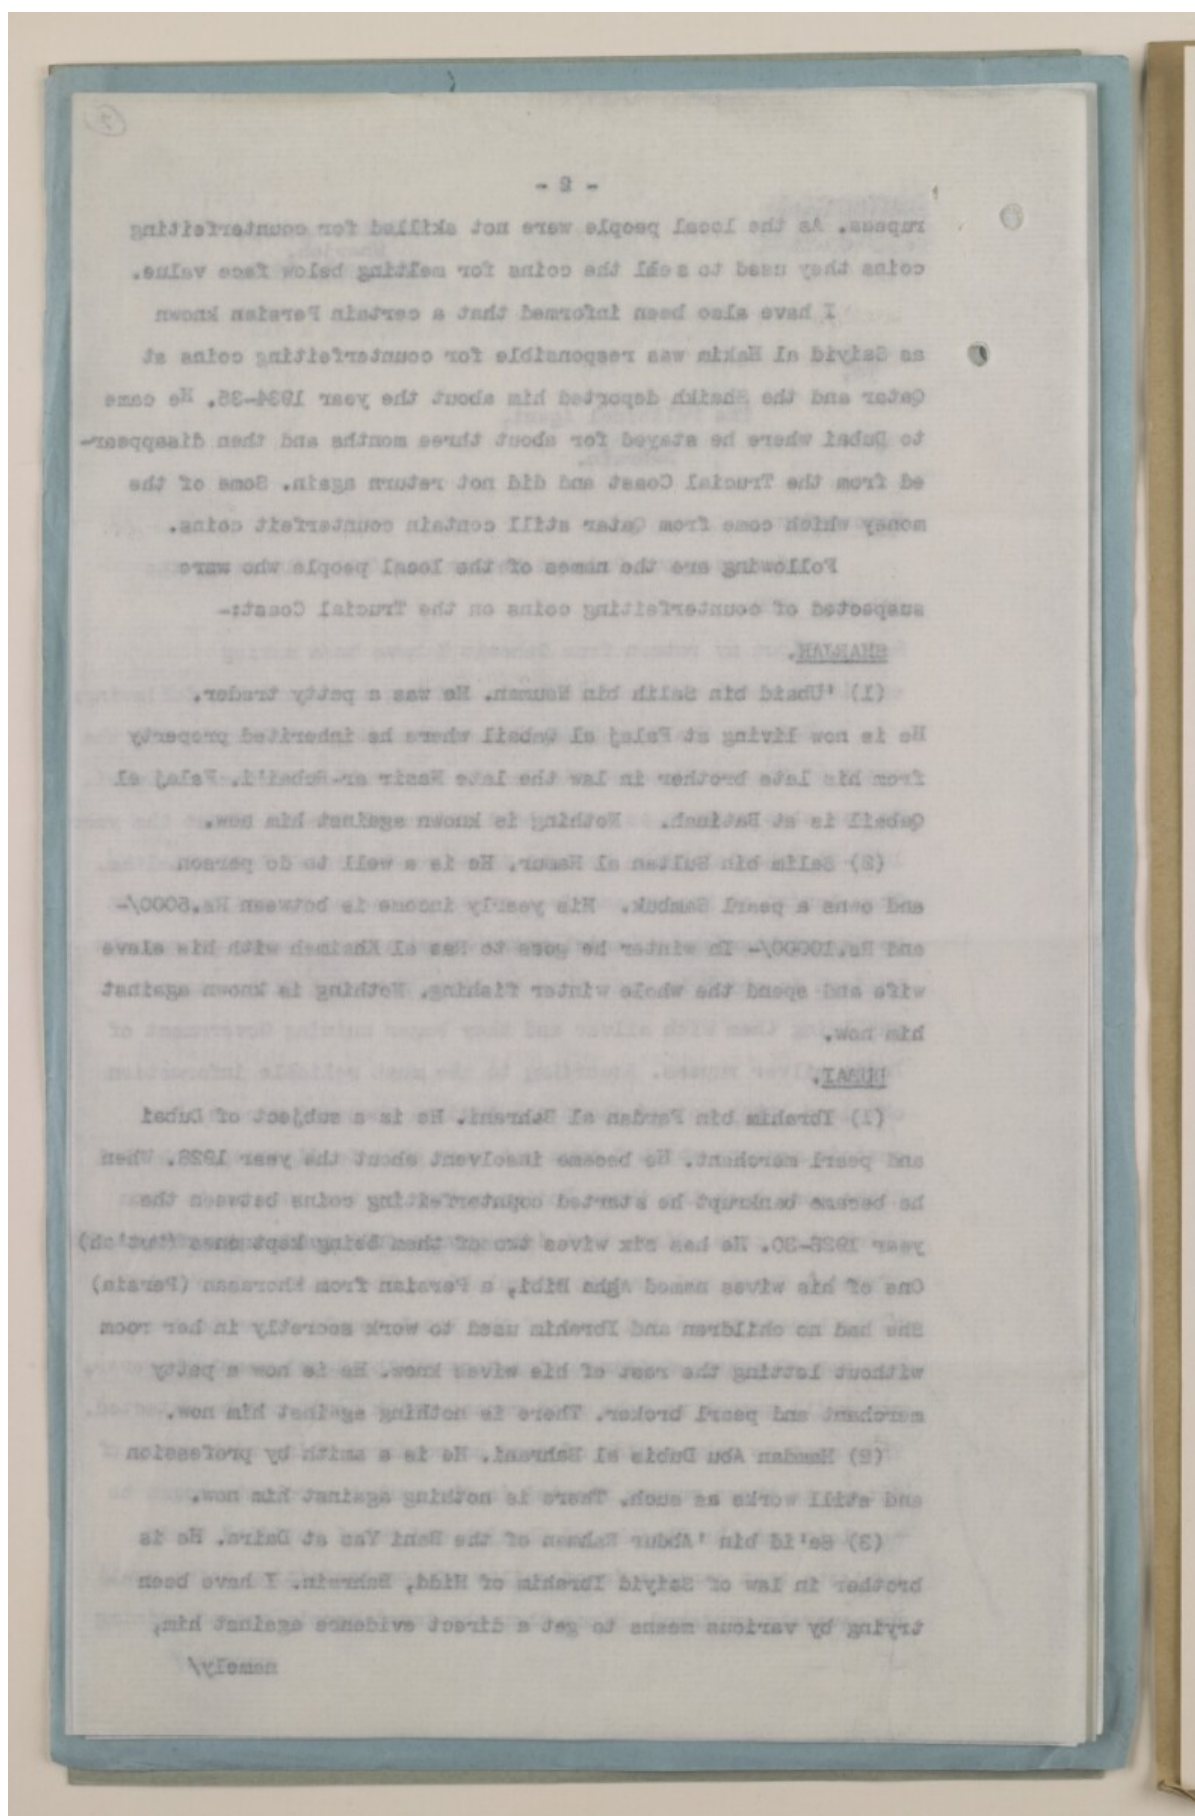 - 2 -
rupees. As the local people were not skilled for counterfeiting
coins they used to sell the coins for melting below face value.
I have also been informed that a certain Persian known
as Saiyid al Hakim was responsible for counterfeiting coins at
Qatar and the Shaikh deported him about the year 1934-35. He came
to Dubai where he stayed for about three months and then disappear-
ed from the Trucial Coast and did not return again. Some of the
money which come from Qatar still contain counterfeit coins.
Following are the names of the local people who were
suspected of counterfeiting coins on the Trucial Coast:-
SHARJAH.
(1) 'Ubaid bin Salih bin Nauman. He was a petty trader.
He is now living at Falaj al Qabail where he inherited property
from his late brother in law the late Nasir ar-Robai'i. Falaj al
Qabail is at Batinah. Nothing is known against him now.
(2) Salim bin Sultan al Hamur. He is a well to do person
and owns a pearl Sambuk. His yearly income is between Rs.5000/-
and Rs.10000/- In winter he goes to Ras al Khaimah with his slave
wife and spend the whole winter fishing. Nothing is known against
him now.
DUBAI.
(1) Ibrahim bin Fardan al Bahrani. He is a subject of Dubai
and pearl merchant. He became insolvent about the year 1928. When
he became bankrupt he started counterfeiting coins between the
year 1928-30. He has six wives two of them being kept ones (Mut'ah)
One of his wives named Agha Bibi, a Persian from Khorasan (Persia)
She had no children and Ibrahim used to work secretly in her room
without letting the rest of his wives know. He is now a petty
merchant and pearl broker. There is nothing against him now.
(2) Hamdan Abu Dubis al Bahrani. He is a smith by profession
and still works as such. There is nothing against him now.
(3) Sa'id bin 'Abdur Rahman of the Bani Yas at Daira. He is
brother in law of Saiyid Ibrahim of Hidd, Bahrain. I have been
trying by various means to get a direct evidence against him,
namely/